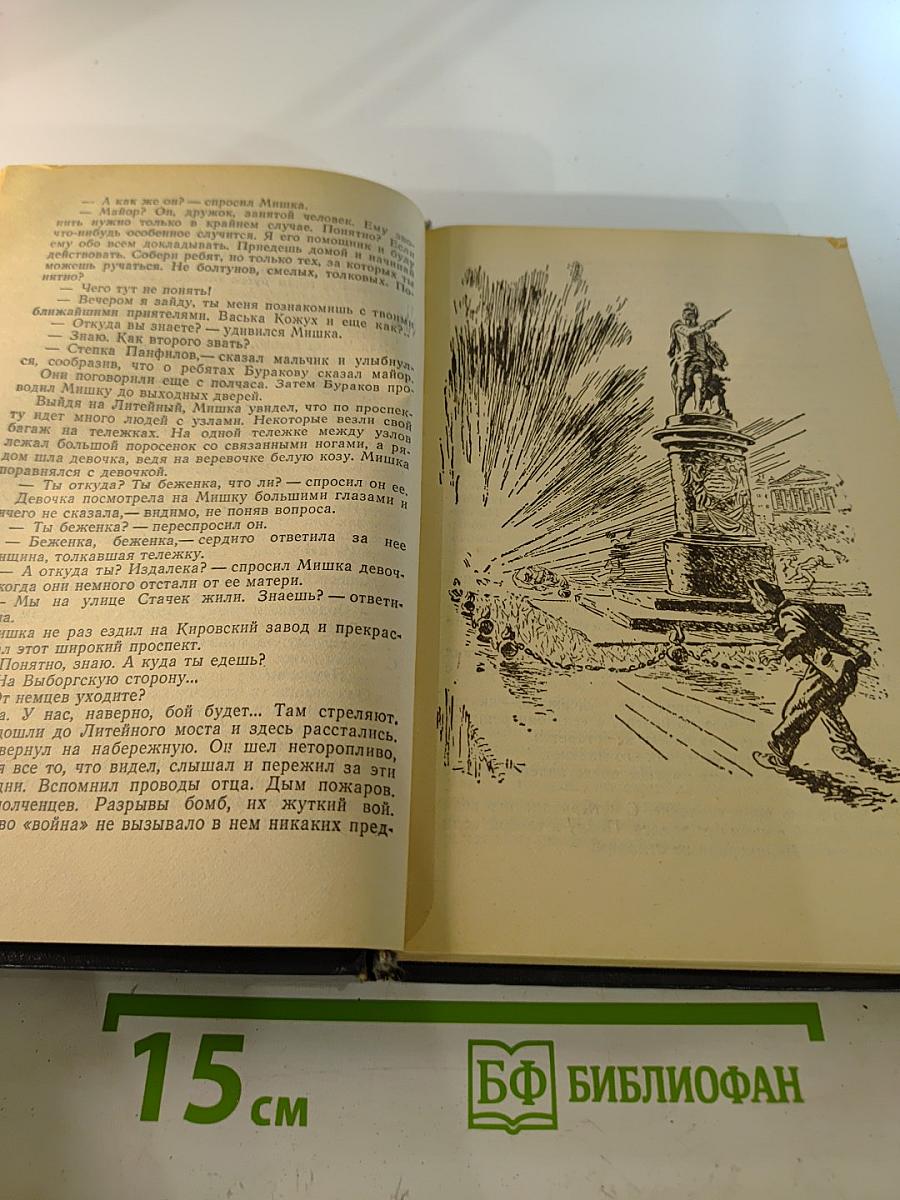 — А как же он? — спросил Мишка.
— Майор? Он, дружок, занятой человек. Ему зво-
нить нужно только в крайнем случае. Понятно? Если
что-нибудь особенное случится. Я его помощник и буду
ему обо всем докладывать. Приедешь домой и начинай
действовать. Собери ребят, но только тех, за которых ты
можешь ручаться. Не болтунов, смелых, толковых. По-
нятно?
— Чего тут не понять!
— Вечером я зайду, ты меня познакомишь с твоими
ближайшими приятелями. Васька Кожух и еще как?..
— Откуда вы знаете? — удивился Мишка.
— Знаю. Как второго звать?
— Степка Панфилов,— сказал мальчик и улыбнул-
ся, сообразив, что о ребятах Буракову сказал майор.
Они поговорили еще с полчаса. Затем Бураков про-
водил Мишку до выходных дверей.
Выйдя на Литейный, Мишка увидел, что по проспек-
ту идет много людей с узлами. Некоторые везли свой
багаж на тележках. На одной тележке между узлов
лежал большой поросенок со связанными ногами, а ря-
дом шла девочка, ведя на веревочке белую козу. Мишка
поравнялся с девочкой.
— Ты откуда? Ты беженка, что ли? — спросил он ее.
Девочка посмотрела на Мишку большими глазами и
ничего не сказала,— видимо, не поняв вопроса.
— Ты беженка? — переспросил он.
— Беженка, беженка,— сердито ответила за нее
нщина, толкавшая тележку.
— А откуда ты? Издалека? — спросил Мишка девоч-
когда они немного отстали от ее матери.
— Мы на улице Стачек жили. Знаешь? — ответи-
ла.
ишка не раз ездил на Кировский завод и прекрас-
ал этот широкий проспект.
Понятно, знаю. А куда ты едешь?
На Выборгскую сторону...
От немцев уходите?
а. У нас, наверно, бой будет... Там стреляют.
дошли до Литейного моста и здесь расстались.
вернул на набережную. Он шел неторопливо,
я все то, что видел, слышал и пережил за эти
дни. Вспомнил проводы отца. Дым пожаров.
олченцев. Разрывы бомб, их жуткий вой.
во «война» не вызывало в нем никаких пред-
15 см
БФ БИБЛИОФАН